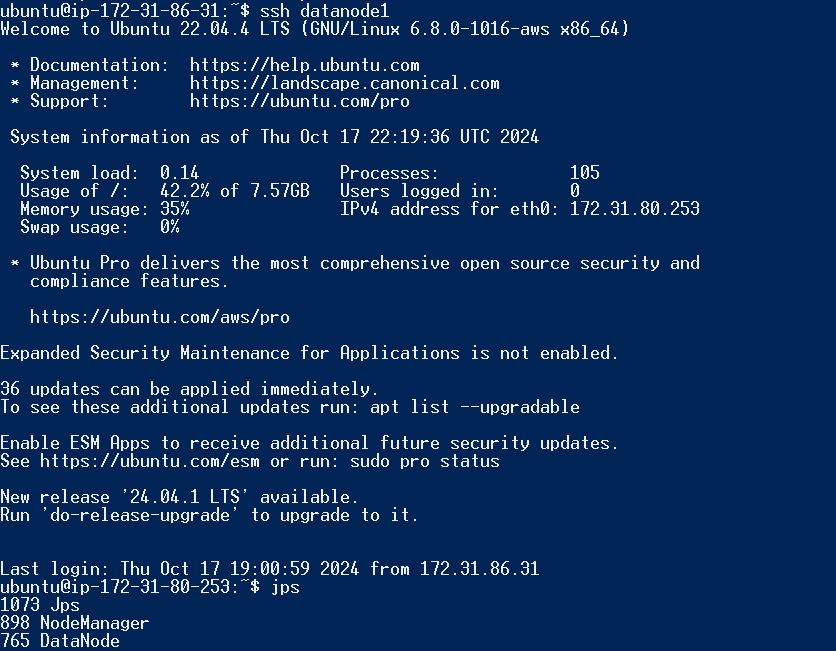 ubuntu@ip-172-31-86-31:~$ ssh datanode1
Welcome to Ubuntu 22.04.4 LTS (GNU/Linux 6.8.0-1016-aws x86_64)
* Documentation: https://help.ubuntu.com
* Management: https://landscape.canonical.com
* Support: https://ubuntu.com/pro
System information as of Thu Oct 17 22:19:36 UTC 2024
System load: 0.14 Processes: 105
Usage of /: 42.2% of 7.57GB Users logged in: 0
Memory usage: 35% IPv4 address for eth0: 172.31.80.253
Swap usage: 0%
* Ubuntu Pro delivers the most comprehensive open source security and
compliance features.
https://ubuntu.com/aws/pro
Expanded Security Maintenance for Applications is not enabled.
36 updates can be applied immediately.
To see these additional updates run: apt list --upgradable
Enable ESM Apps to receive additional future security updates.
See https://ubuntu.com/esm or run: sudo pro status
New release '24.04.1 LTS' available.
Run 'do-release-upgrade' to upgrade to it.
Last login: Thu Oct 17 19:00:59 2024 from 172.31.86.31
ubuntu@ip-172-31-80-253:~$ jps
1073 Jps
898 NodeManager
765 DataNode